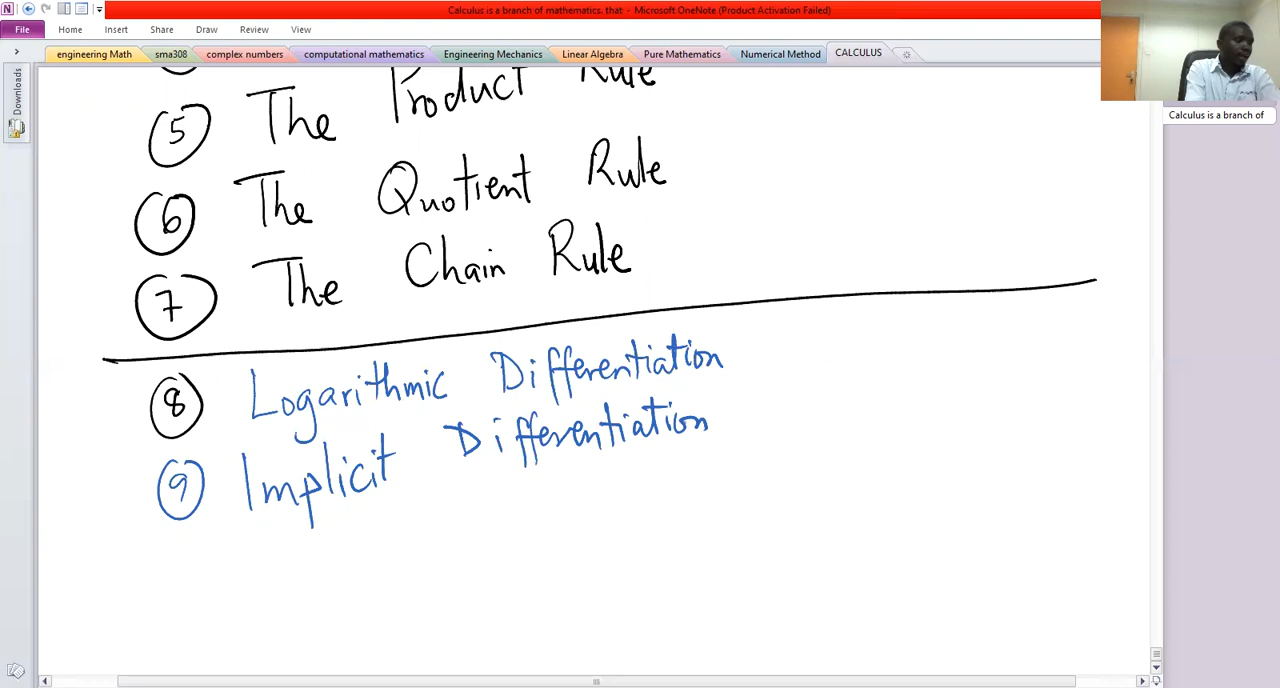 Calculus is a branch of mathematics. that - Microsoft OneNote (Product Activation Failed)
File Home Insert Share Draw Review View
engineering Math sma308 complex numbers computational mathematics Engineering Mechanics Linear Algebra Pure Mathematics Numerical Method CALCULUS
Downloads
Calculus is a branch of
5 The Product Rule
6 The Quotient Rule
7 The Chain Rule
8 Logarithmic Differentiation
9 Implicit Differentiation